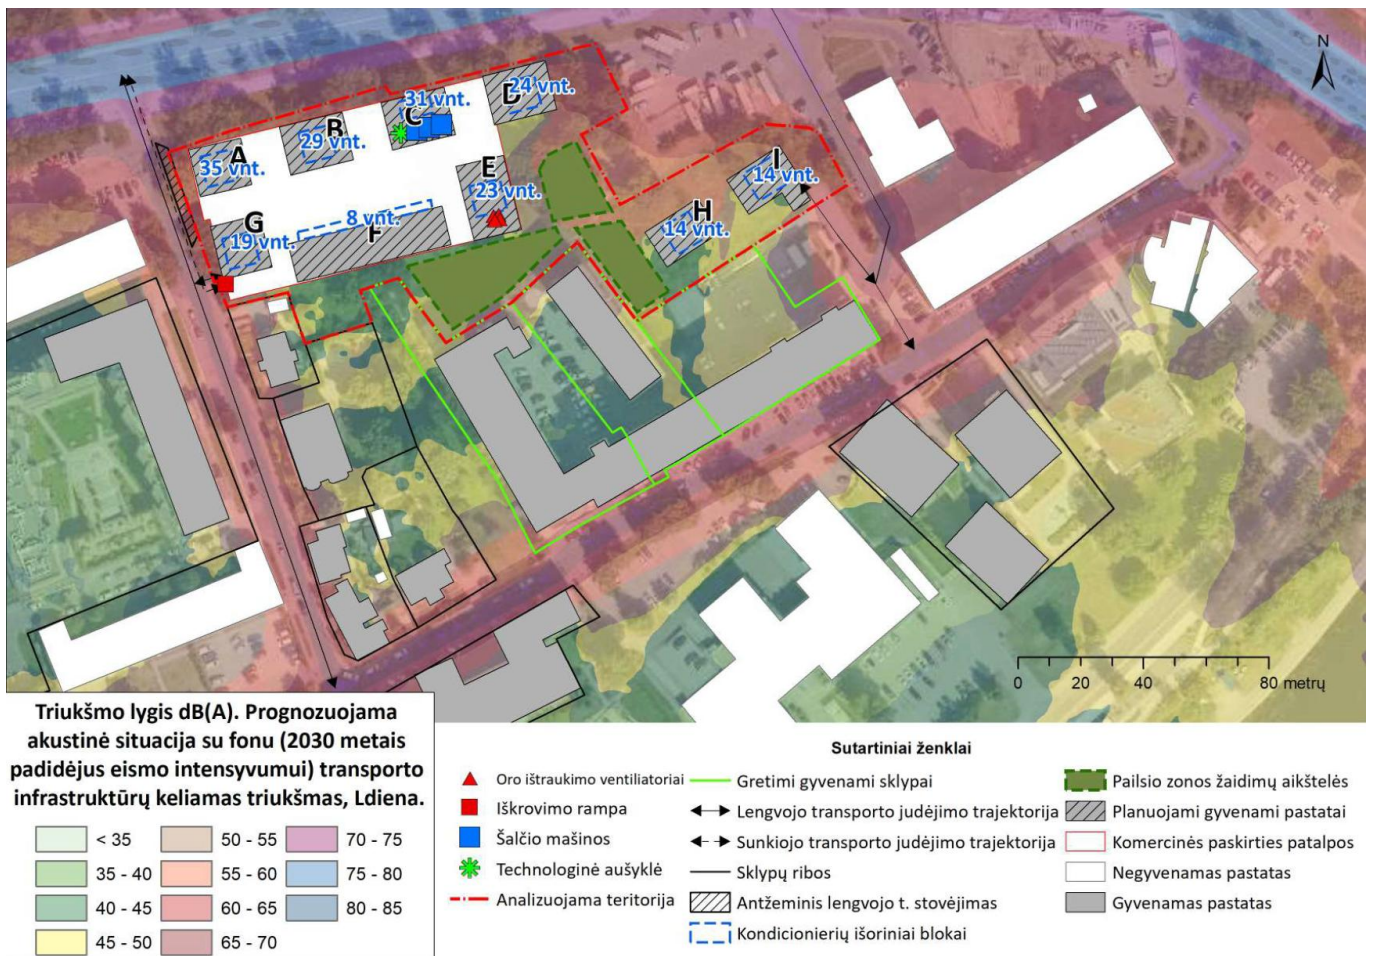 N
D
24 vnt.
31 vnt.
C
B
29 vnt.
A
35 vnt.
E
23 vnt.
I
14 vnt.
H
14 vnt.
G
19 vnt.
8 vnt.
F
0 20 40 80 metrų
Triukšmo lygis dB(A). Prognozuojama
akustinė situacija su fonu (2030 metais
padidėjus eismo intensyvumui) transporto
infrastruktūrų keliamas triukšmas, Ldiena.
< 35
35 - 40
40 - 45
45 - 50
50 - 55
55 - 60
60 - 65
65 - 70
70 - 75
75 - 80
80 - 85
Sutartiniai ženklai
Oro ištraukimo ventiliatoriai
Iškrovimo rampa
Šalčio mašinos
Technologinė aušyklė
Analizuojama teritorija
Gretimi gyvenami sklypai
Lengvojo transporto judėjimo trajektorija
Sunkiojo transporto judėjimo trajektorija
Sklypų ribos
Antžeminis lengvojo t. stovėjimas
Kondicionierių išoriniai blokai
Pailsio zonos žaidimų aikštelės
Planuojami gyvenami pastatai
Komercinės paskirties patalpos
Negyvenamas pastatas
Gyvenamas pastatas